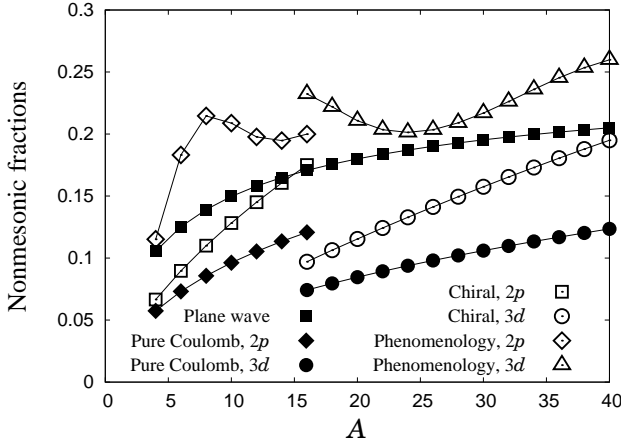 0.3
0.25
0.2
0.15
0.1
0.05
0
Nonmesonic fractions
Plane wave
Pure Coulomb, 2p
Pure Coulomb, 3d
Chiral, 2p
Chiral, 3d
Phenomenology, 2p
Phenomenology, 3d
0 5 10 15 20 25 30 35 40
A